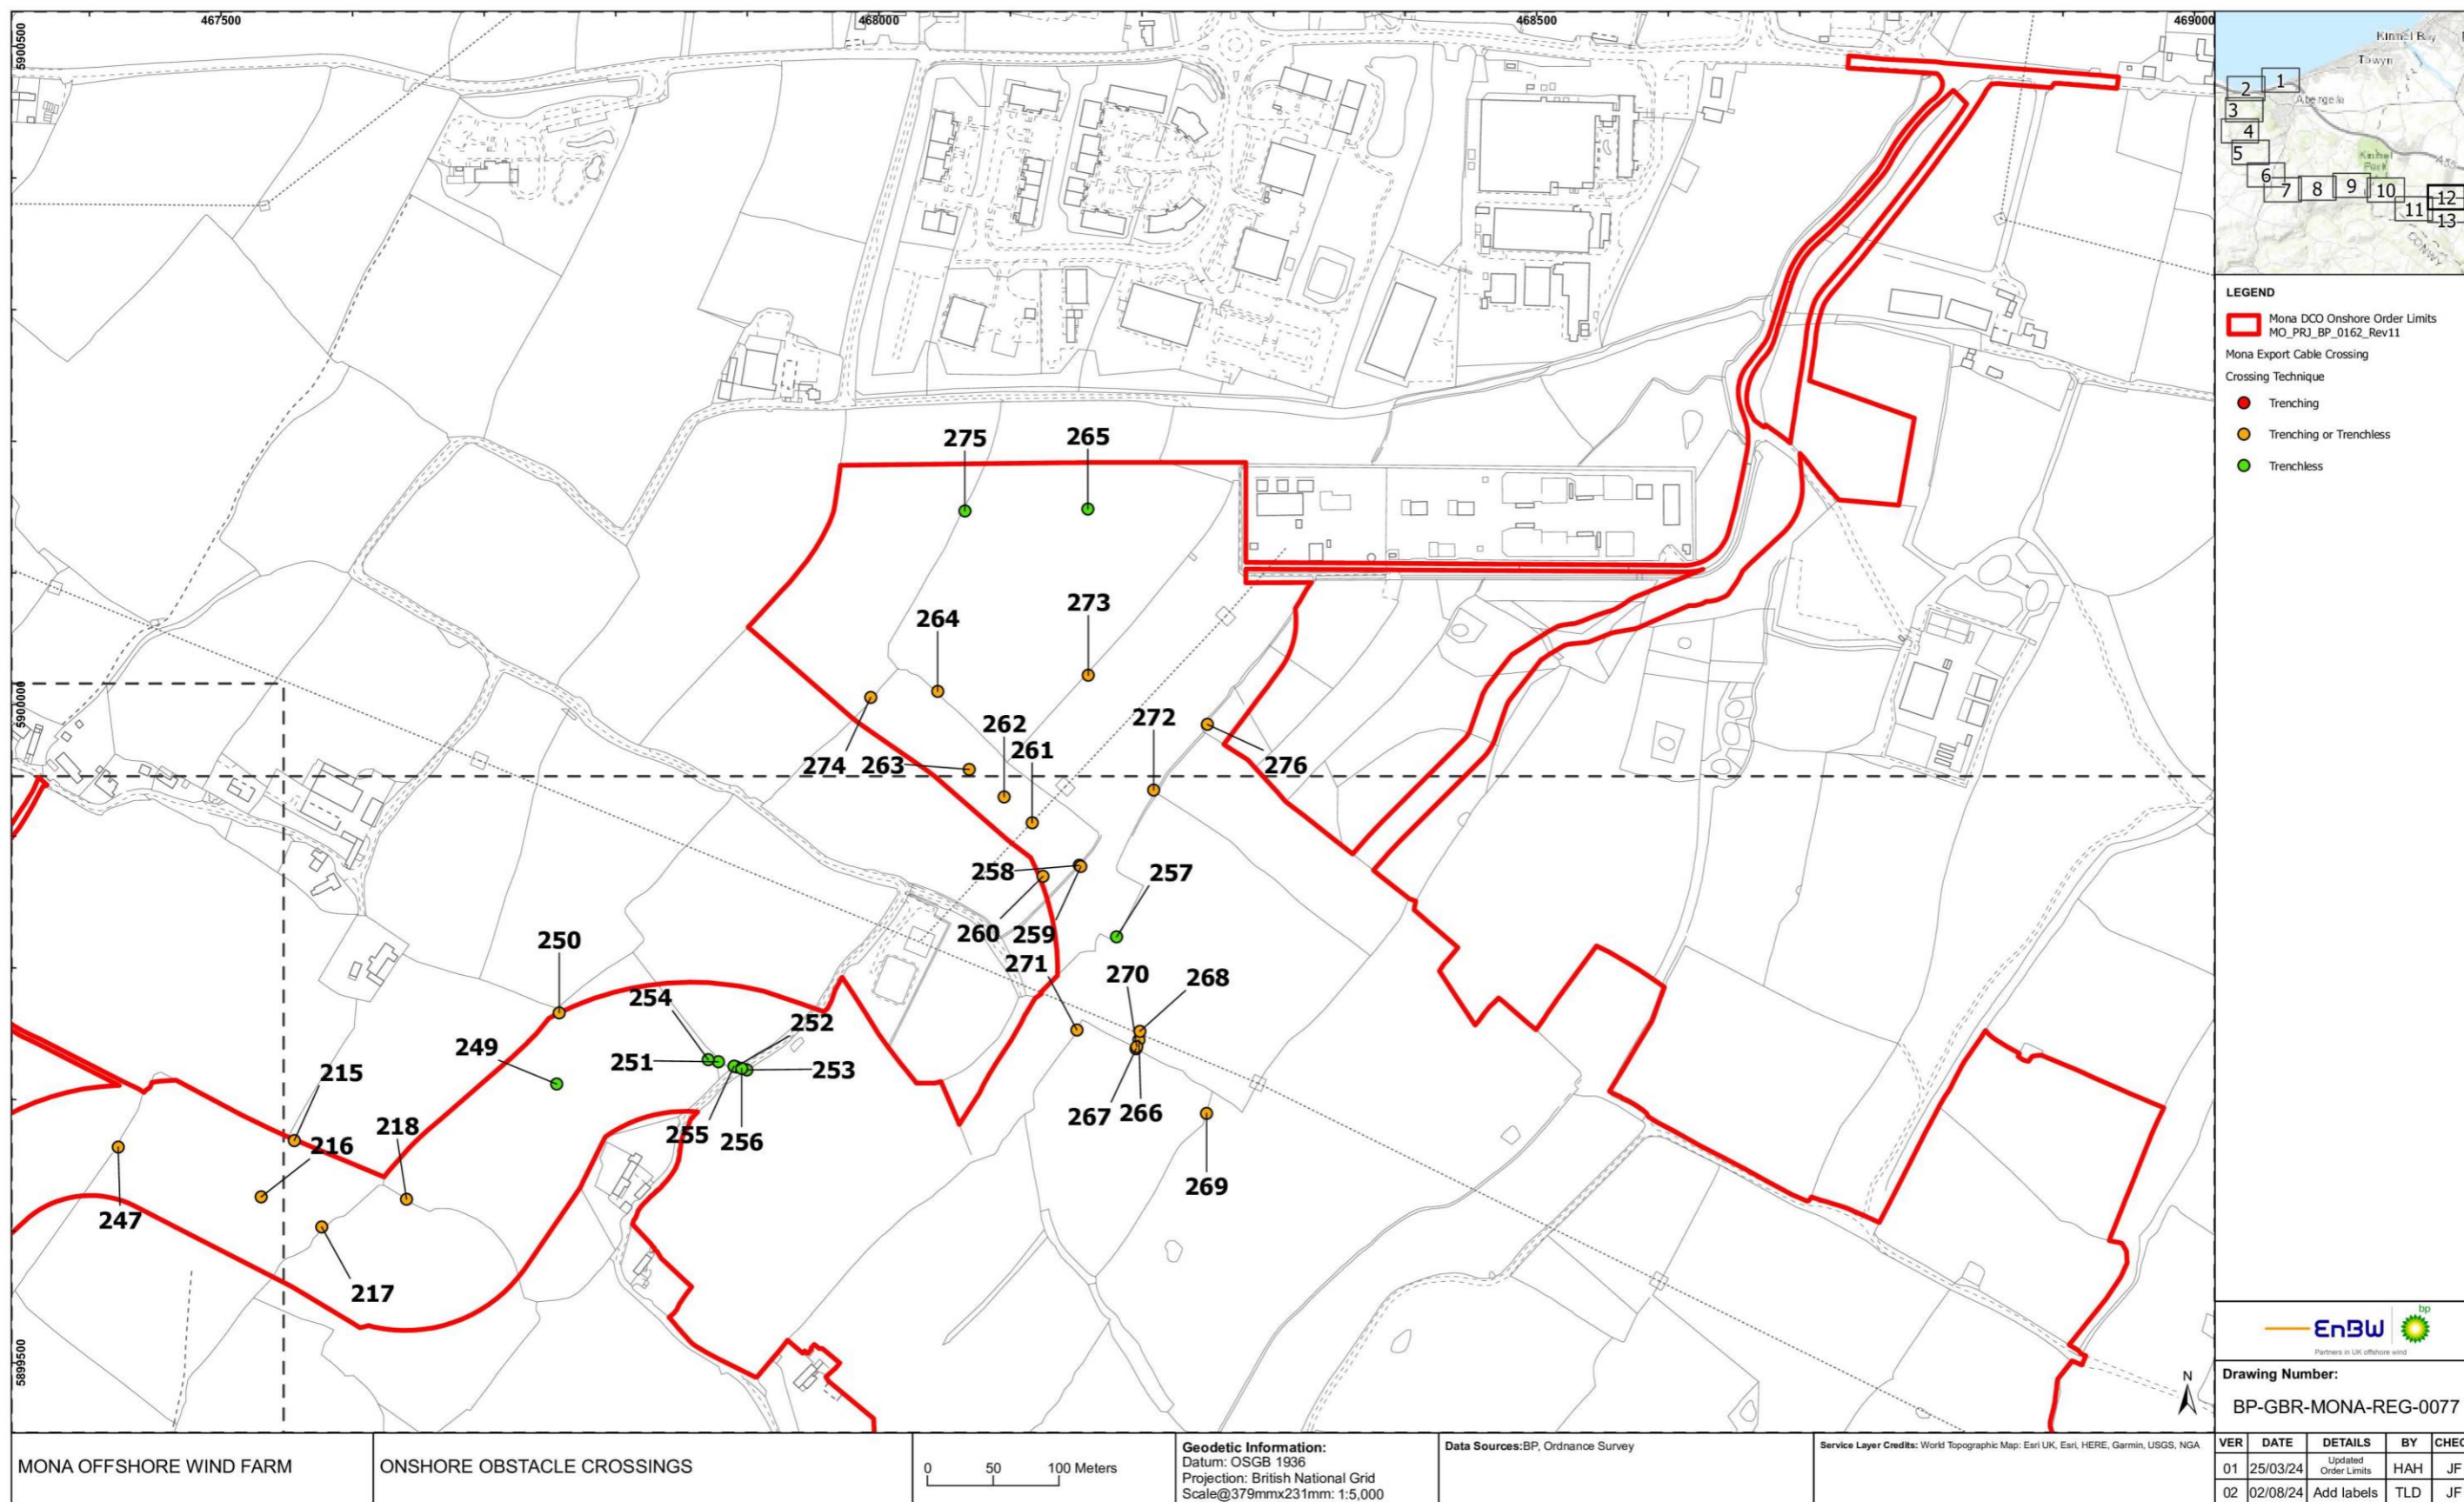 467500
468000
468500
469000
5900500
5900000
5899500
275
265
264
273
262
261
272
274
263
276
258
257
260
259
250
271
270
268
254
252
249
251
253
215
218
216
255
256
267
266
247
269
217
Kinmel Bay
Towyn
Abergele
Kinmel
Park
A55
CONWY
1
2
3
4
5
6
7
8
9
10
11
12
13
LEGEND
Mona DCO Onshore Order Limits
MO_PRJ_BP_0162_Rev11
Mona Export Cable Crossing
Crossing Technique
Trenching
Trenching or Trenchless
Trenchless
EnBW
bp
Partners in UK offshore wind
Drawing Number:
BP-GBR-MONA-REG-0077
N
MONA OFFSHORE WIND FARM
ONSHORE OBSTACLE CROSSINGS
0 50 100 Meters
Geodetic Information:
Datum: OSGB 1936
Projection: British National Grid
Scale@379mmx231mm: 1:5,000
Data Sources:BP, Ordnance Survey
Service Layer Credits: World Topographic Map: Esri UK, Esri, HERE, Garmin, USGS, NGA
VER DATE DETAILS BY CHEC
01 25/03/24 Updated Order Limits HAH JF
02 02/08/24 Add labels TLD JF